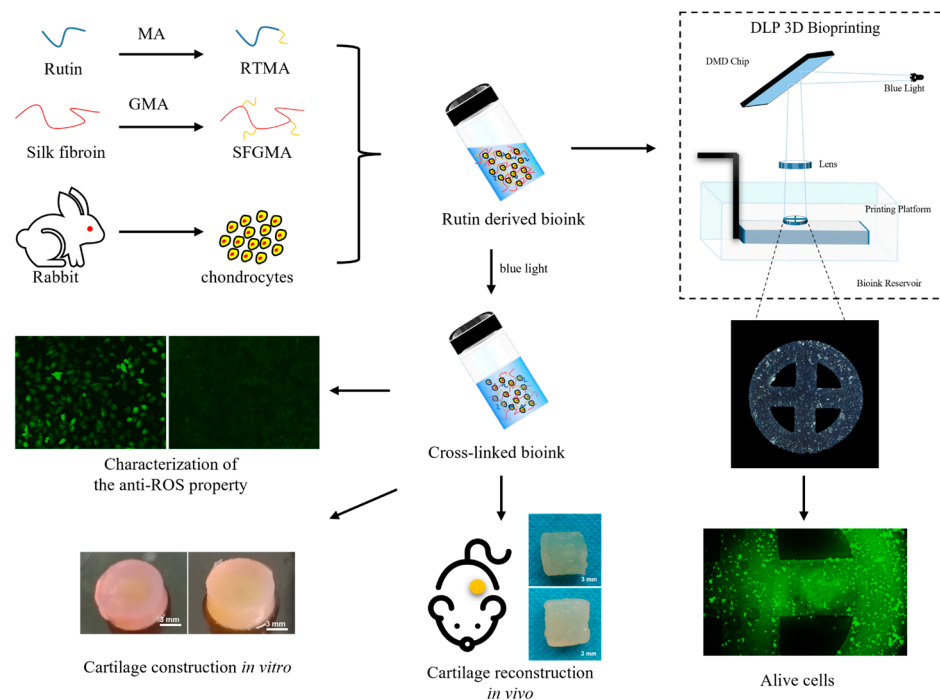 Rutin
MA
RTMA
Silk fibroin
GMA
SFGMA
Rabbit
chondrocytes
Rutin derived bioink
blue light
DLP 3D Bioprinting
DMD Chip
Blue Light
Lens
Printing Platform
Bioink Reservoir
Cross-linked bioink
Characterization of
the anti-ROS property
3 mm
3 mm
Cartilage construction in vitro
3 mm
3 mm
Cartilage reconstruction
in vivo
Alive cells